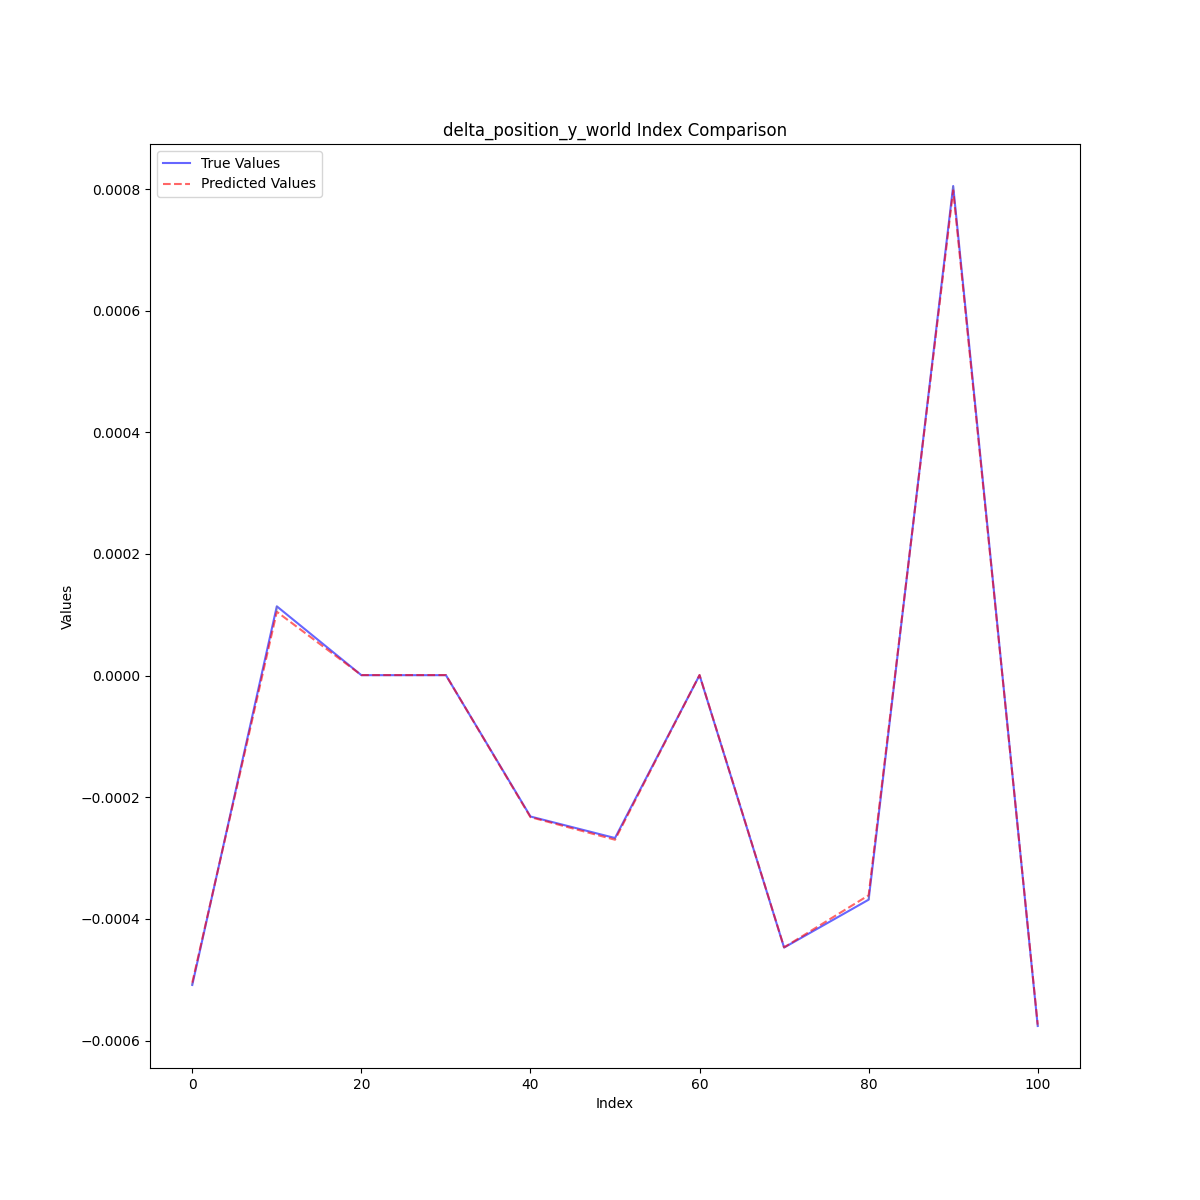 delta_position_y_world Index Comparison
True Values
Predicted Values
0.0008
0.0006
0.0004
0.0002
0.0000
−0.0002
−0.0004
−0.0006
Values
0 20 40 60 80 100
Index